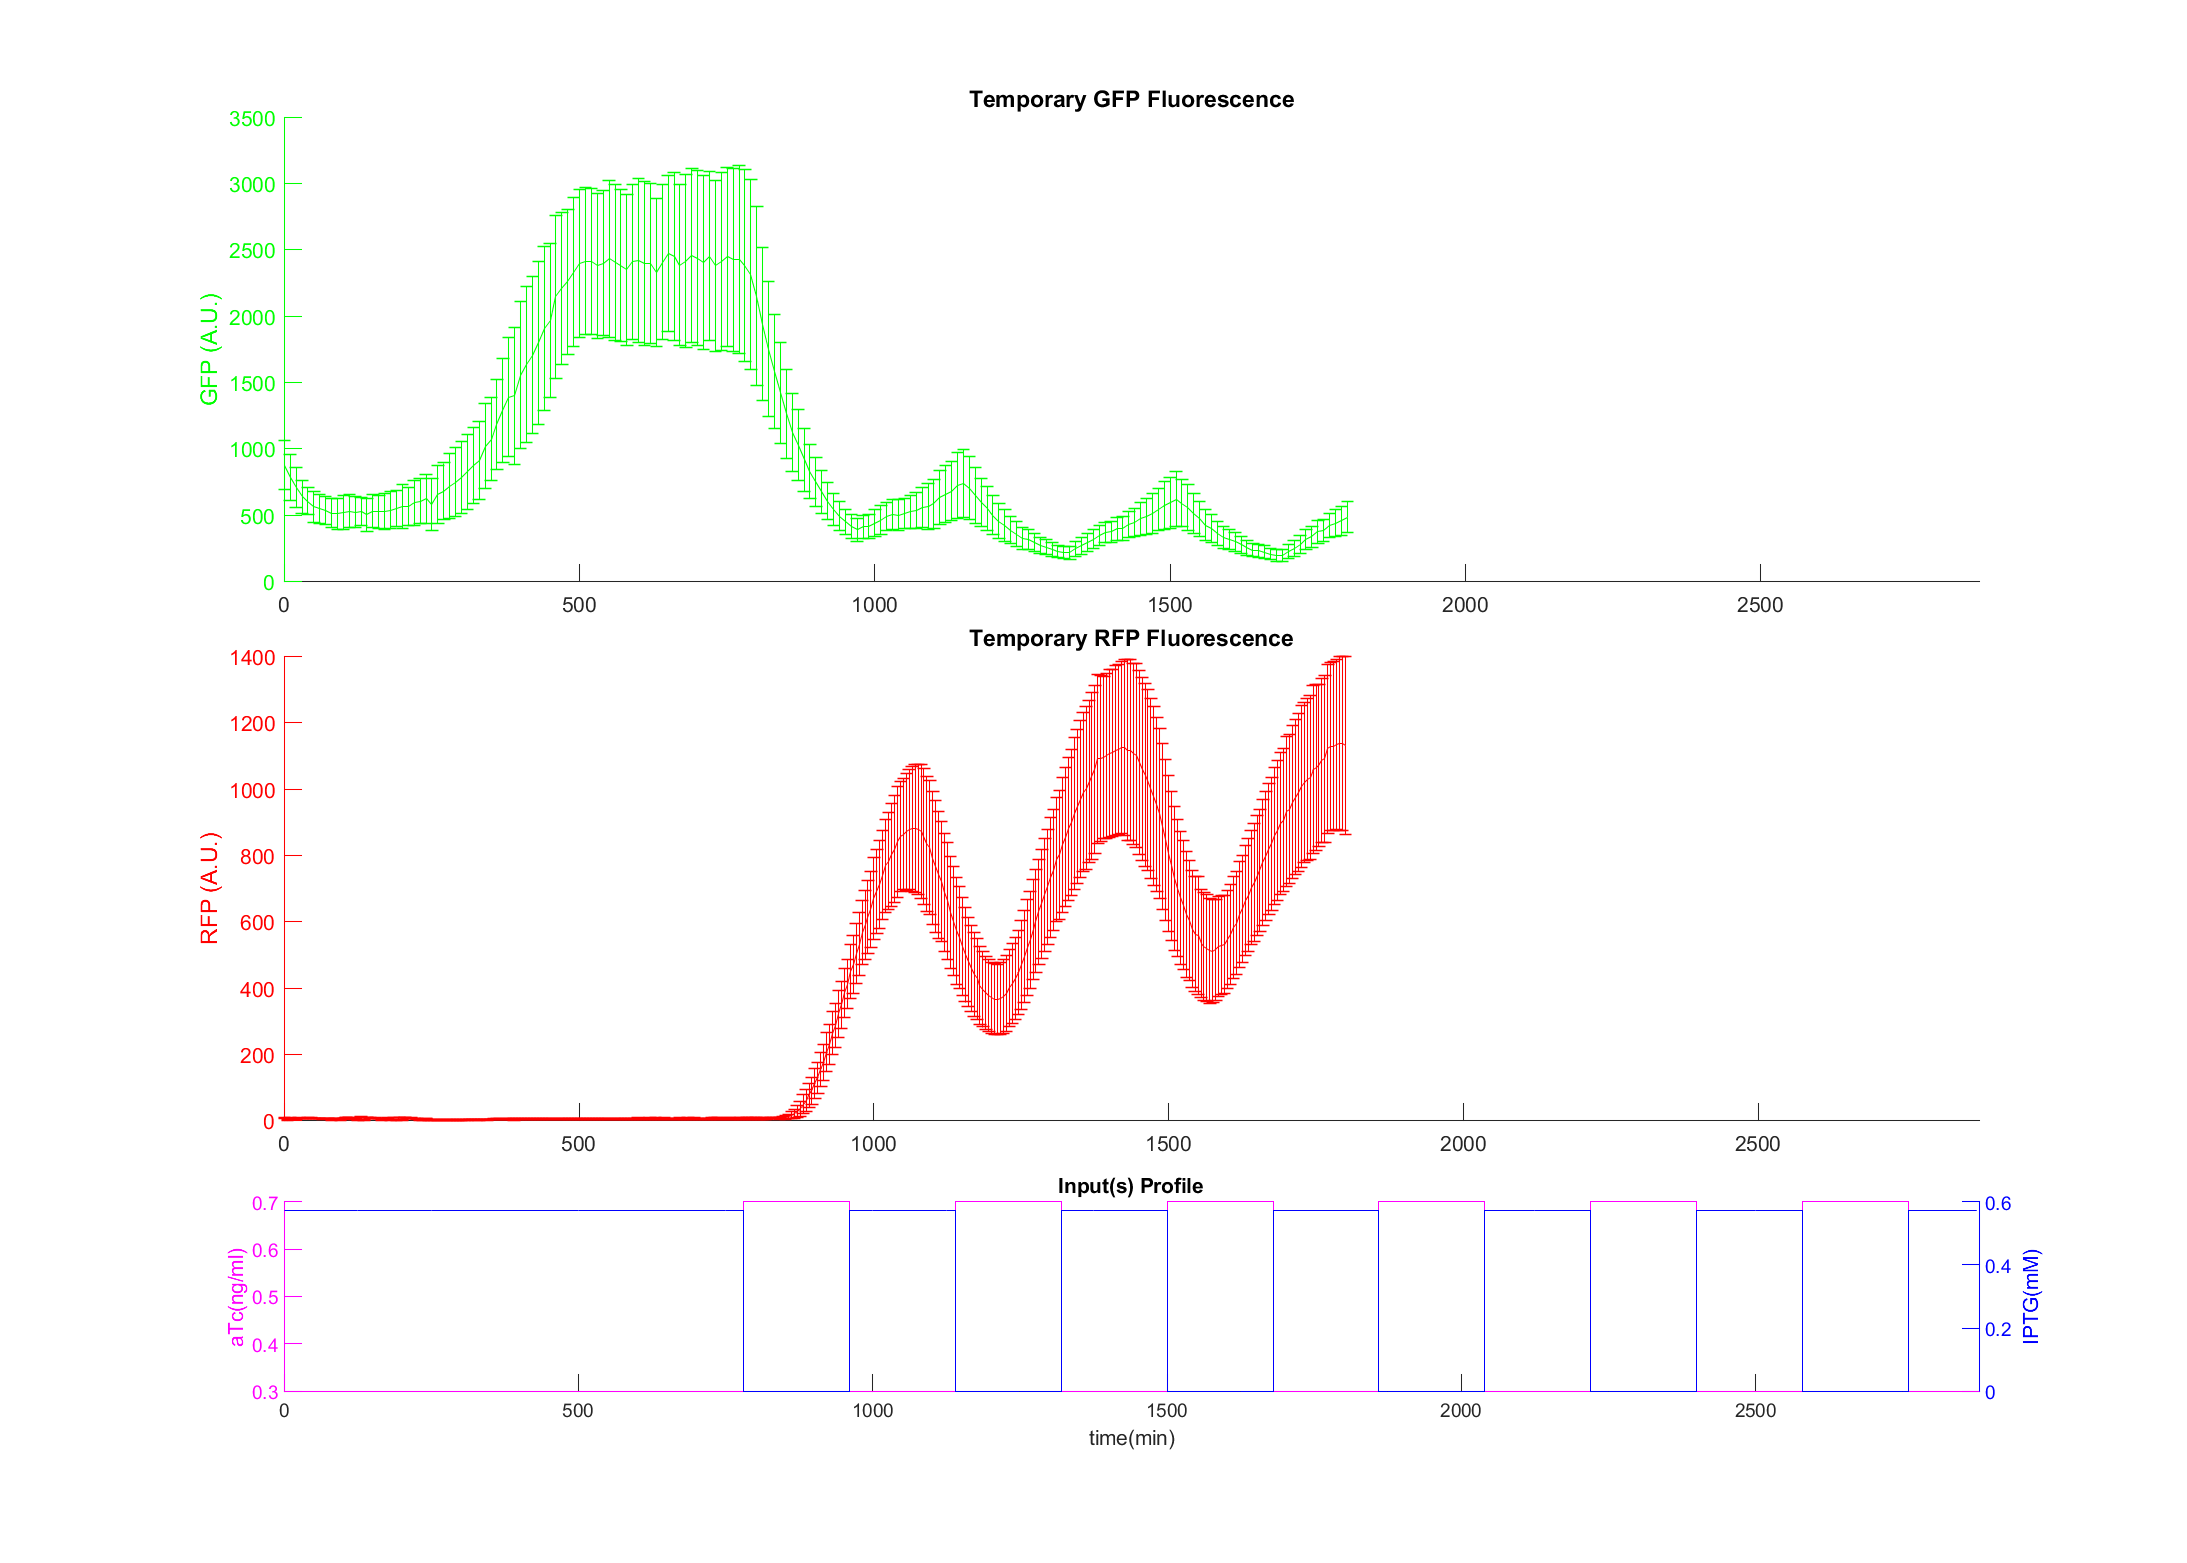 Temporary GFP Fluorescence
3500
3000
2500
2000
1500
1000
500
0
GFP (A.U.)
0 500 1000 1500 2000 2500
Temporary RFP Fluorescence
1400
1200
1000
800
600
400
200
0
RFP (A.U.)
0 500 1000 1500 2000 2500
Input(s) Profile
0.7
0.6
0.5
0.4
0.3
aTc(ng/ml)
0.6
0.4
0.2
0
IPTG(mM)
0 500 1000 1500 2000 2500
time(min)